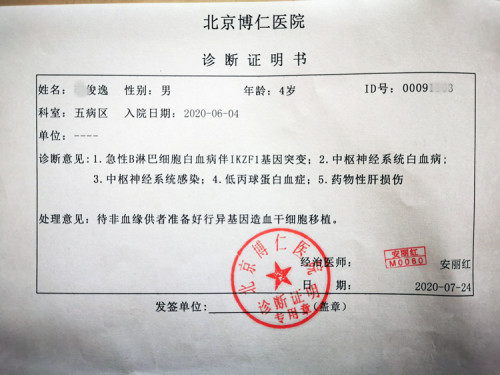 北京博仁医院
诊断证明书
姓名: 俊逸 性别: 男 年龄: 4岁 ID号: 0009
科室: 五病区 入院日期: 2020-06-04
单位: ----
诊断意见: 1.急性B淋巴细胞白血病伴IKZF1基因突变; 2.中枢神经系统白血病;
3.中枢神经系统感染; 4.低丙球蛋白血症; 5.药物性肝损伤
处理意见: 待非血缘供者准备好行异基因造血干细胞移植。
经治医师: 安丽红
M0060 安丽红
日 期: 2020-07-24
发签单位: (盖章)
北京博仁医院
诊断证明
专用章